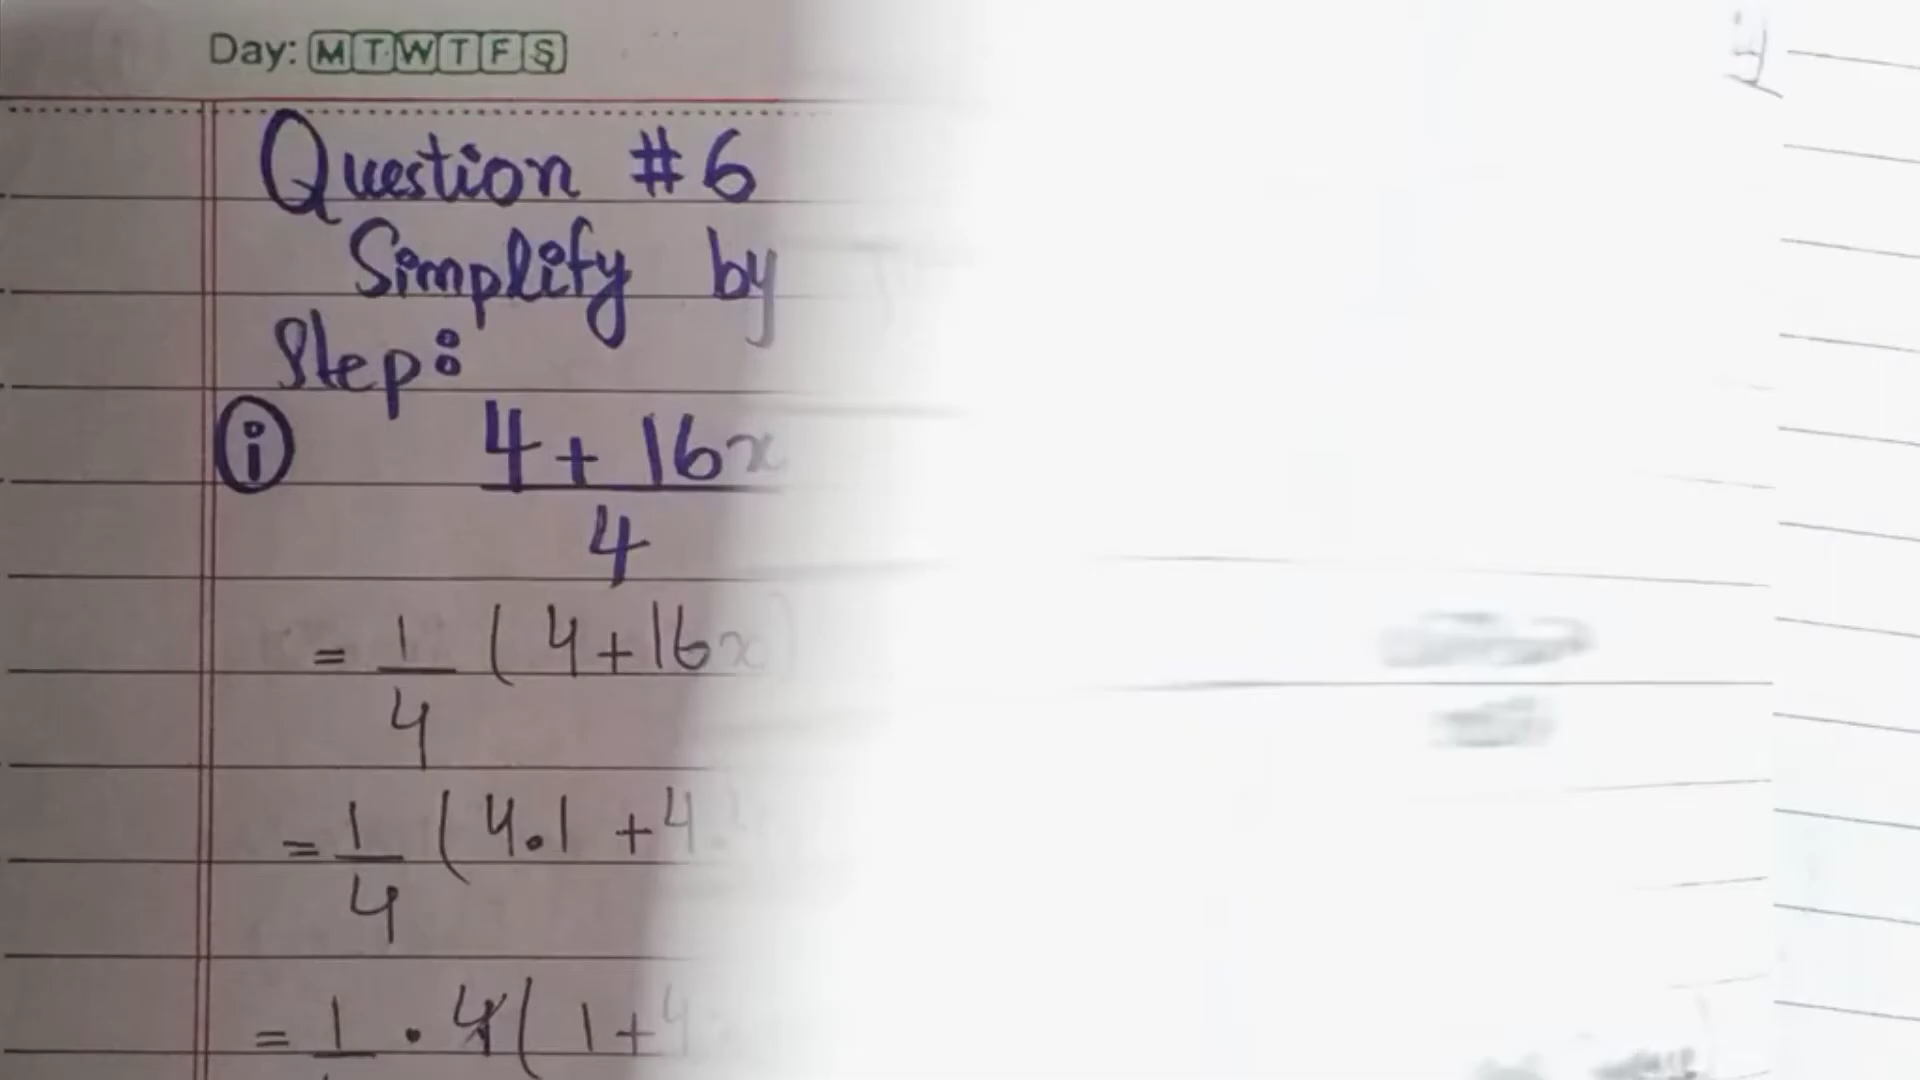 Day: M T W T F S
Question #6
Simplify by
Step:
i 4 + 16x
4
= 1 ( 4 + 16x
4
= 1 ( 4.1 + 4.
4
= 1 . 4 ( 1 + 4